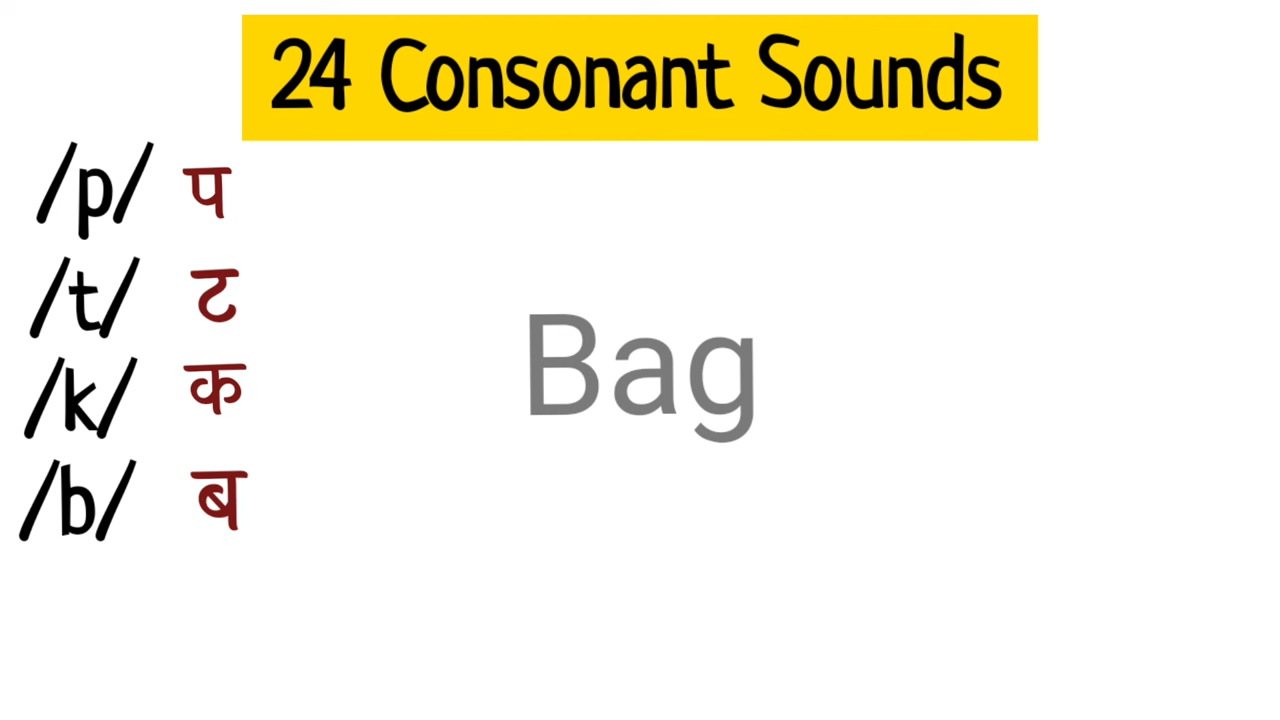 24 Consonant Sounds
/p/ प
/t/ ट
/k/ क
/b/ ब
Bag